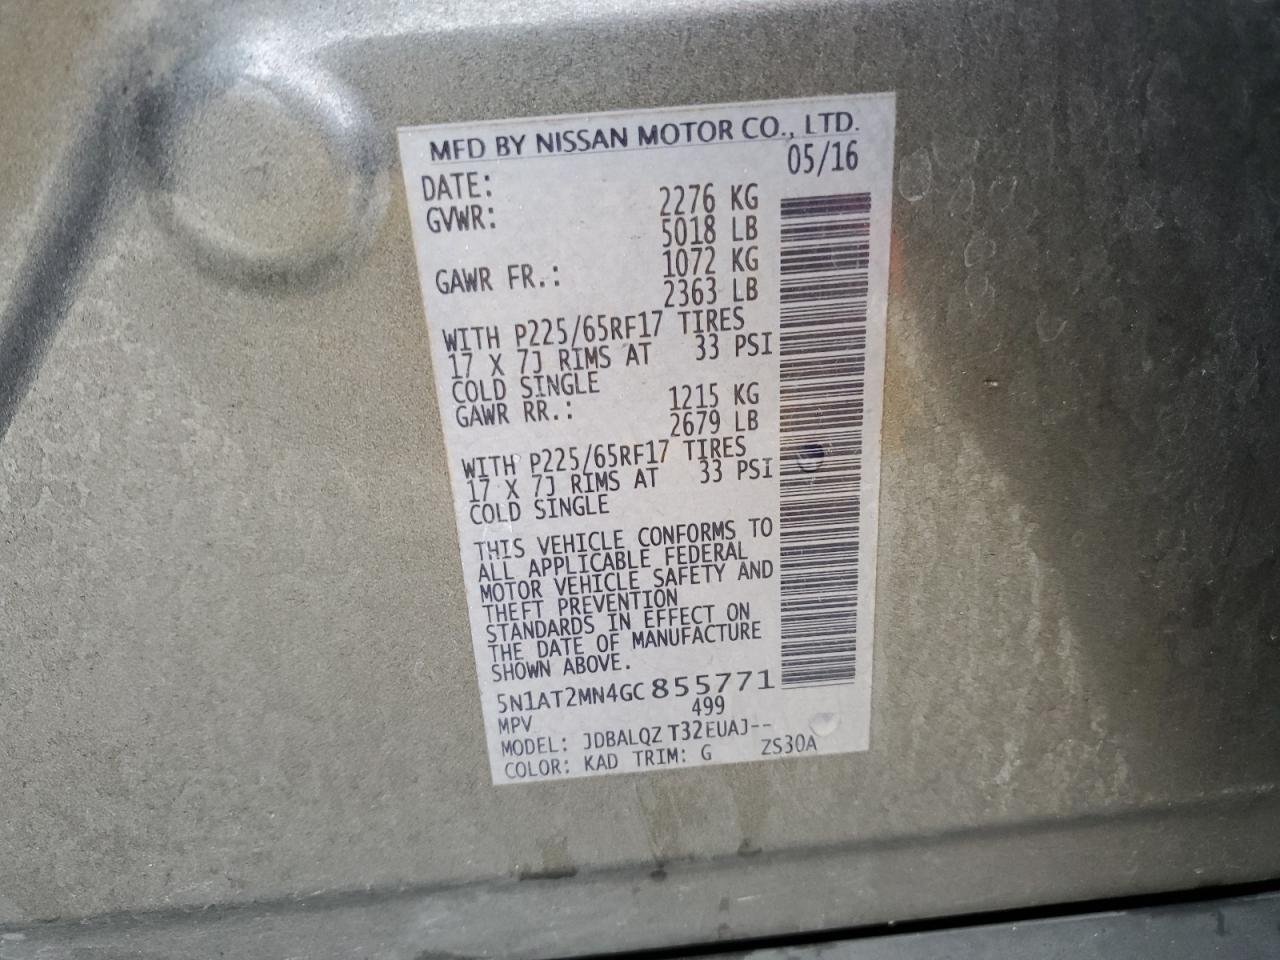 MFD BY NISSAN MOTOR CO., LTD.
DATE: 05/16
GVWR: 2276 KG
5018 LB
GAWR FR.: 1072 KG
2363 LB
WITH P225/65RF17 TIRES
17 X 7J RIMS AT 33 PSI
COLD SINGLE
GAWR RR.: 1215 KG
2679 LB
WITH P225/65RF17 TIRES
17 X 7J RIMS AT 33 PSI
COLD SINGLE
THIS VEHICLE CONFORMS TO
ALL APPLICABLE FEDERAL
MOTOR VEHICLE SAFETY AND
THEFT PREVENTION
STANDARDS IN EFFECT ON
THE DATE OF MANUFACTURE
SHOWN ABOVE.
5N1AT2MN4GC855771
MPV 499
MODEL: JDBALQZ T32EUAJ--
COLOR: KAD TRIM: G ZS30A